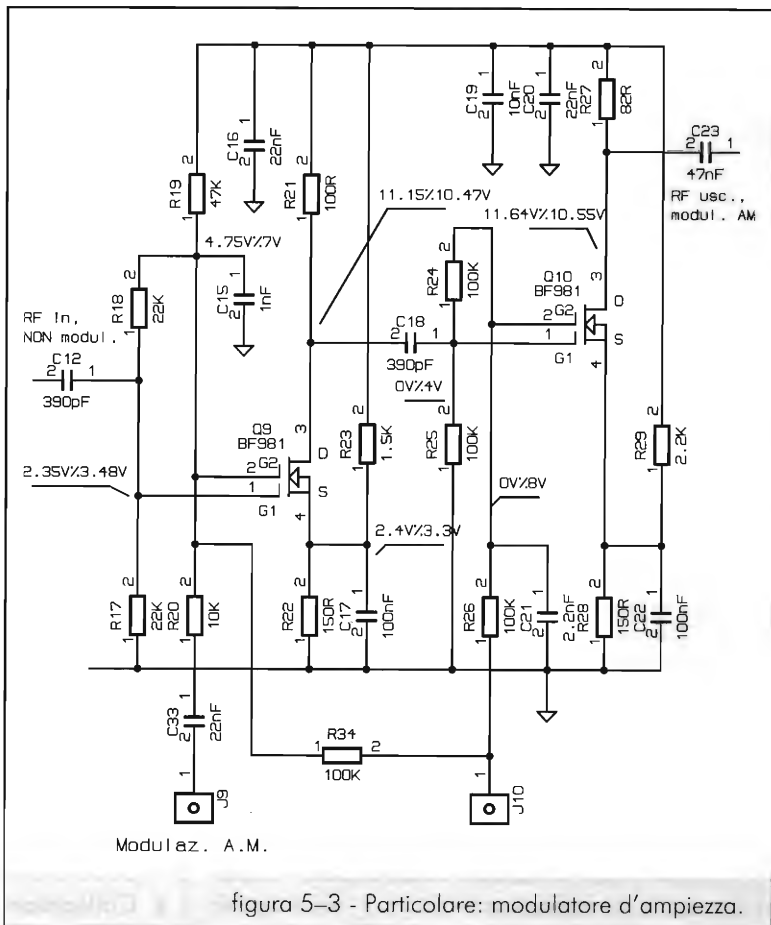 C19
10nF
C20
22nF
R27
82R
C16
22nF
R21
100R
R19
47K
C23
47nF
RF usc.,
modul. AM
11.15V%10.47V
11.64V%10.55V
4.75V%7V
R18
22K
C15
1nF
R24
100K
Q10
BF981
RF In,
NON modul.
C12
390pF
C18
390pF
G2
D
G1
S
0V%4V
Q9
BF981
R23
1.5K
R25
100K
R29
2.2K
2.35V%3.48V
G2
D
G1
S
0V%8V
2.4V%3.3V
R17
22K
R20
10K
R22
150R
C17
100nF
R26
100K
C21
2.2nF
R28
150R
C22
100nF
C33
22nF
R34
100K
J9
J10
Modulaz. A.M.
figura 5–3 - Particolare: modulatore d'ampiezza.